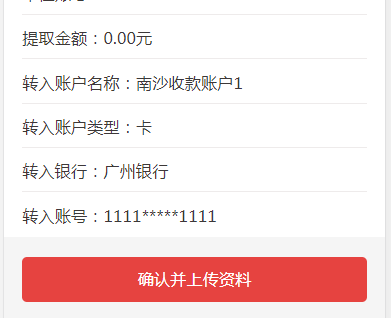 提取金额：0.00元
转入账户名称：南沙收款账户1
转入账户类型：卡
转入银行：广州银行
转入账号：1111*****1111
确认并上传资料